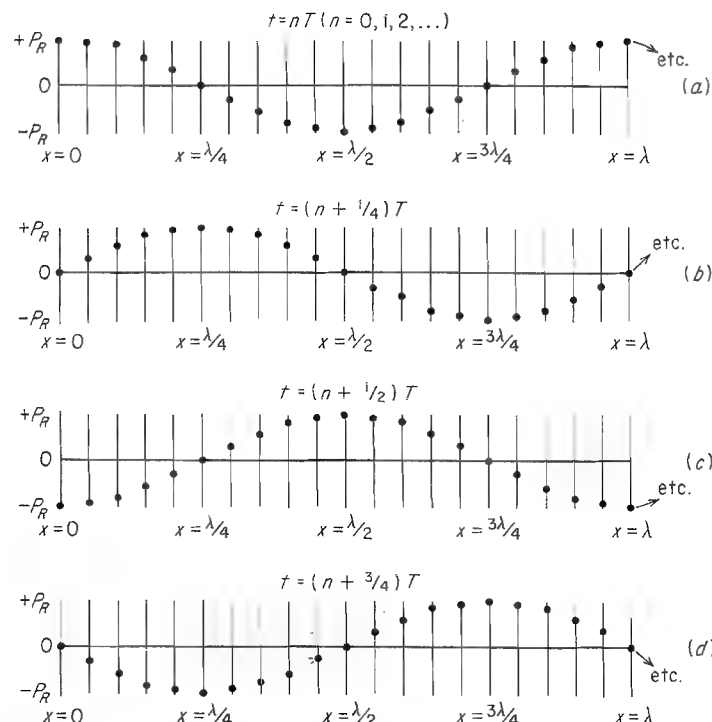 t = nT (n = 0, 1, 2, ...)
+P_R
0
−P_R
etc.
(a)
x = 0 x = λ/4 x = λ/2 x = 3λ/4 x = λ
t = (n + 1/4) T
+P_R
0
−P_R
etc.
(b)
x = 0 x = λ/4 x = λ/2 x = 3λ/4 x = λ
t = (n + 1/2) T
+P_R
0
−P_R
etc.
(c)
x = 0 x = λ/4 x = λ/2 x = 3λ/4 x = λ
t = (n + 3/4) T
+P_R
0
−P_R
etc.
(d)
x = 0 x = λ/4 x = λ/2 x = 3λ/4 x = λ